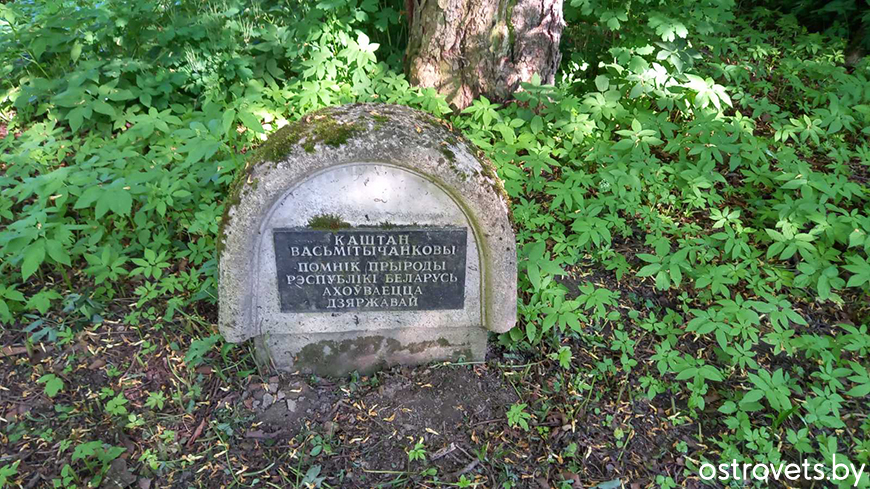 КАШТАН
ВАСЬМІТЫЧАНКОВЫ
ПОМНІК ПРЫРОДЫ
РЭСПУБЛІКІ БЕЛАРУСЬ
АХОЎВАЕЦЦА
ДЗЯРЖАВАЙ
ostrovets.by